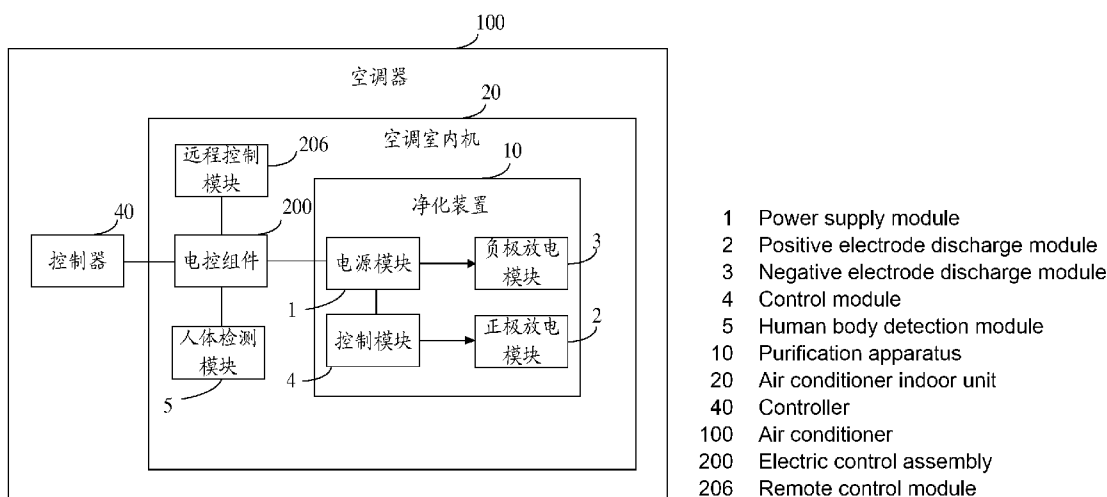 100
空调器
20
空调室内机
206
远程控制
模块
10
净化装置
40
200
控制器
电控组件
电源模块
负极放电
模块
3
1
人体检测
模块
控制模块
正极放电
模块
2
5
4
1 Power supply module
2 Positive electrode discharge module
3 Negative electrode discharge module
4 Control module
5 Human body detection module
10 Purification apparatus
20 Air conditioner indoor unit
40 Controller
100 Air conditioner
200 Electric control assembly
206 Remote control module